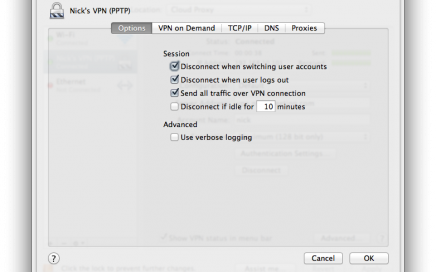 Nick's VPN (PPTP)
Options VPN on Demand TCP/IP DNS Proxies
Session
Disconnect when switching user accounts
Disconnect when user logs out
Send all traffic over VPN connection
Disconnect if idle for 10 minutes
Advanced
Use verbose logging
? Cancel OK